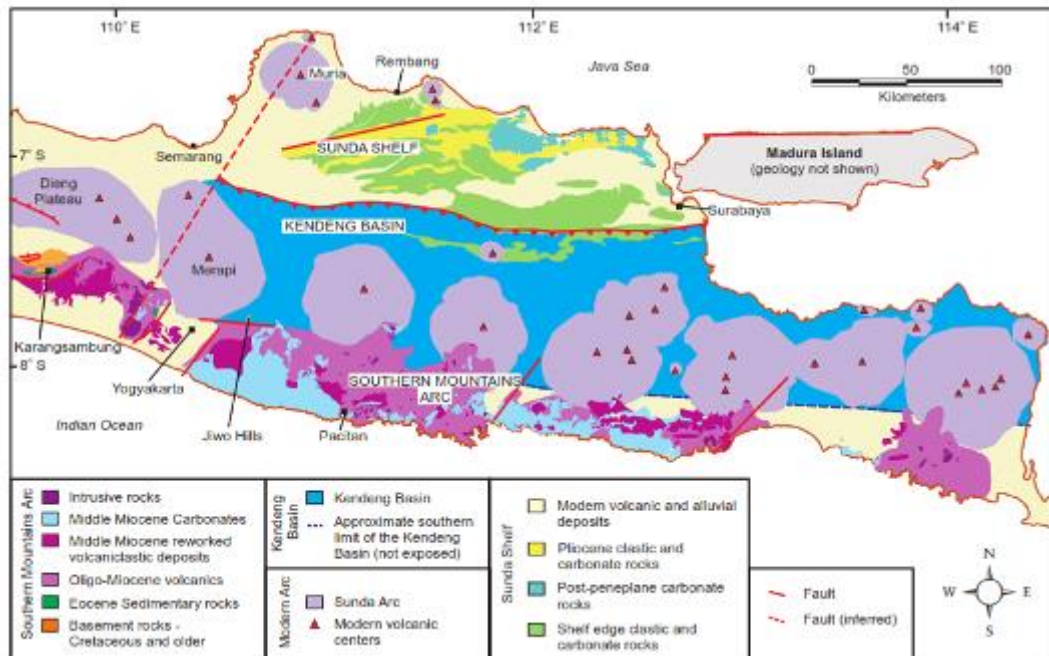 110° E
112° E
114° E
Rembang
Java Sea
Muria
0
50
100
Kilometers
Semarang
SUNDA SHELF
7° S
Madura Island
(geology not shown)
Dieng
Plateau
Surabaya
KENDENG BASIN
Merapi
Karangsambung
8° S
Yogyakarta
SOUTHERN MOUNTAINS
ARC
Indian Ocean
Jiwo Hills
Pacitan
Southern Mountains Arc
Intrusive rocks
Middle Miocene Carbonates
Middle Miocene reworked
volcaniclastic deposits
Oligo-Miocene volcanics
Eocene Sedimentary rocks
Basement rocks -
Cretaceous and older
Kendeng
Basin
Kendeng Basin
Approximate southern
limit of the Kendeng
Basin (not exposed)
Modern Arc
Sunda Arc
Modern volcanic
centers
Sunda Shelf
Modern volcanic and alluvial
deposits
Pliocene clastic and
carbonate rocks
Post-peneplane carbonate
rocks
Shelf edge clastic and
carbonate rocks
Fault
Fault (inferred)
N
W
E
S